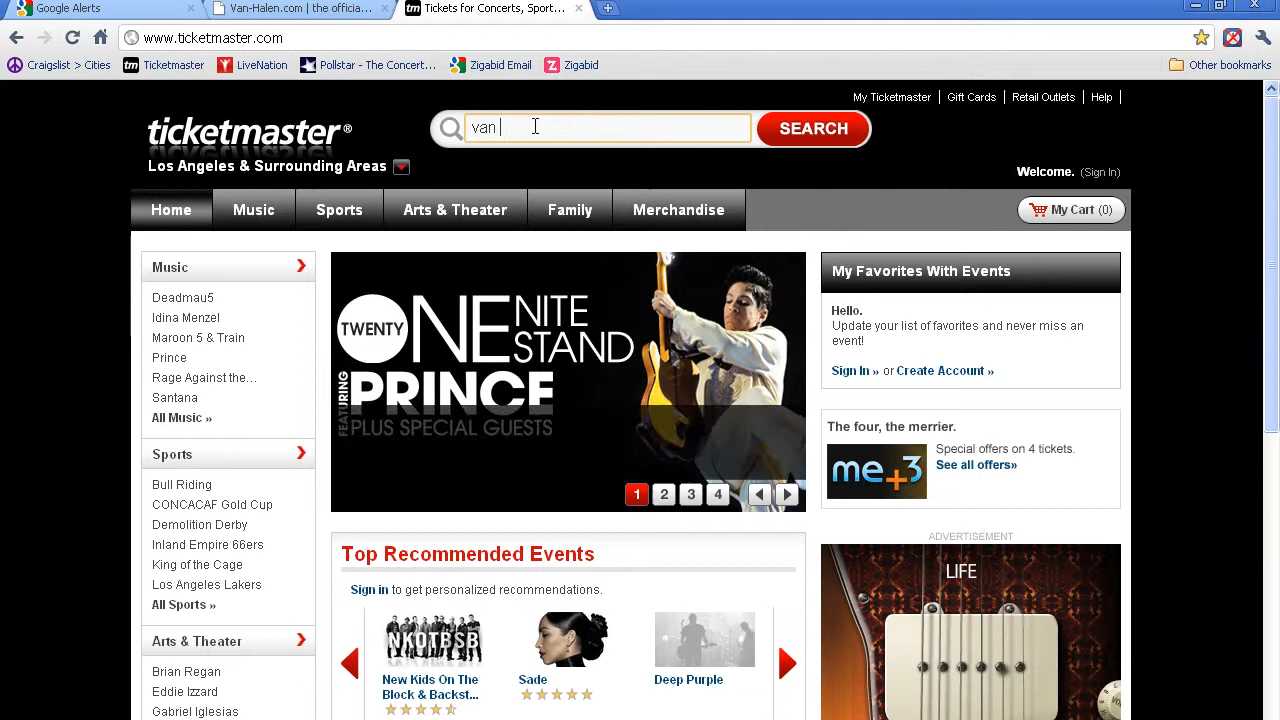 Google Alerts
Van-Halen.com | the officia...
tm Tickets for Concerts, Sport...
www.ticketmaster.com
Craigslist > Cities
tm Ticketmaster
LiveNation
Pollstar - The Concert...
Zigabid Email
Zigabid
Other bookmarks
My Ticketmaster | Gift Cards | Retail Outlets | Help |
ticketmaster®
van
SEARCH
Los Angeles & Surrounding Areas
Welcome. (Sign In)
Home
Music
Sports
Arts & Theater
Family
Merchandise
My Cart (0)
Music
Deadmau5
Idina Menzel
Maroon 5 & Train
Prince
Rage Against the...
Santana
All Music »
Sports
Bull Riding
CONCACAF Gold Cup
Demolition Derby
Inland Empire 66ers
King of the Cage
Los Angeles Lakers
All Sports »
Arts & Theater
Brian Regan
Eddie Izzard
Gabriel Iglesias
TWENTY ONE NITE
STAND
FEATURING PRINCE
PLUS SPECIAL GUESTS
1 2 3 4
Top Recommended Events
Sign in to get personalized recommendations.
NKOTBSB
New Kids On The
Block & Backst...
Sade
Deep Purple
My Favorites With Events
Hello.
Update your list of favorites and never miss an
event!
Sign In » or Create Account »
The four, the merrier.
me+3
Special offers on 4 tickets.
See all offers»
ADVERTISEMENT
LIFE